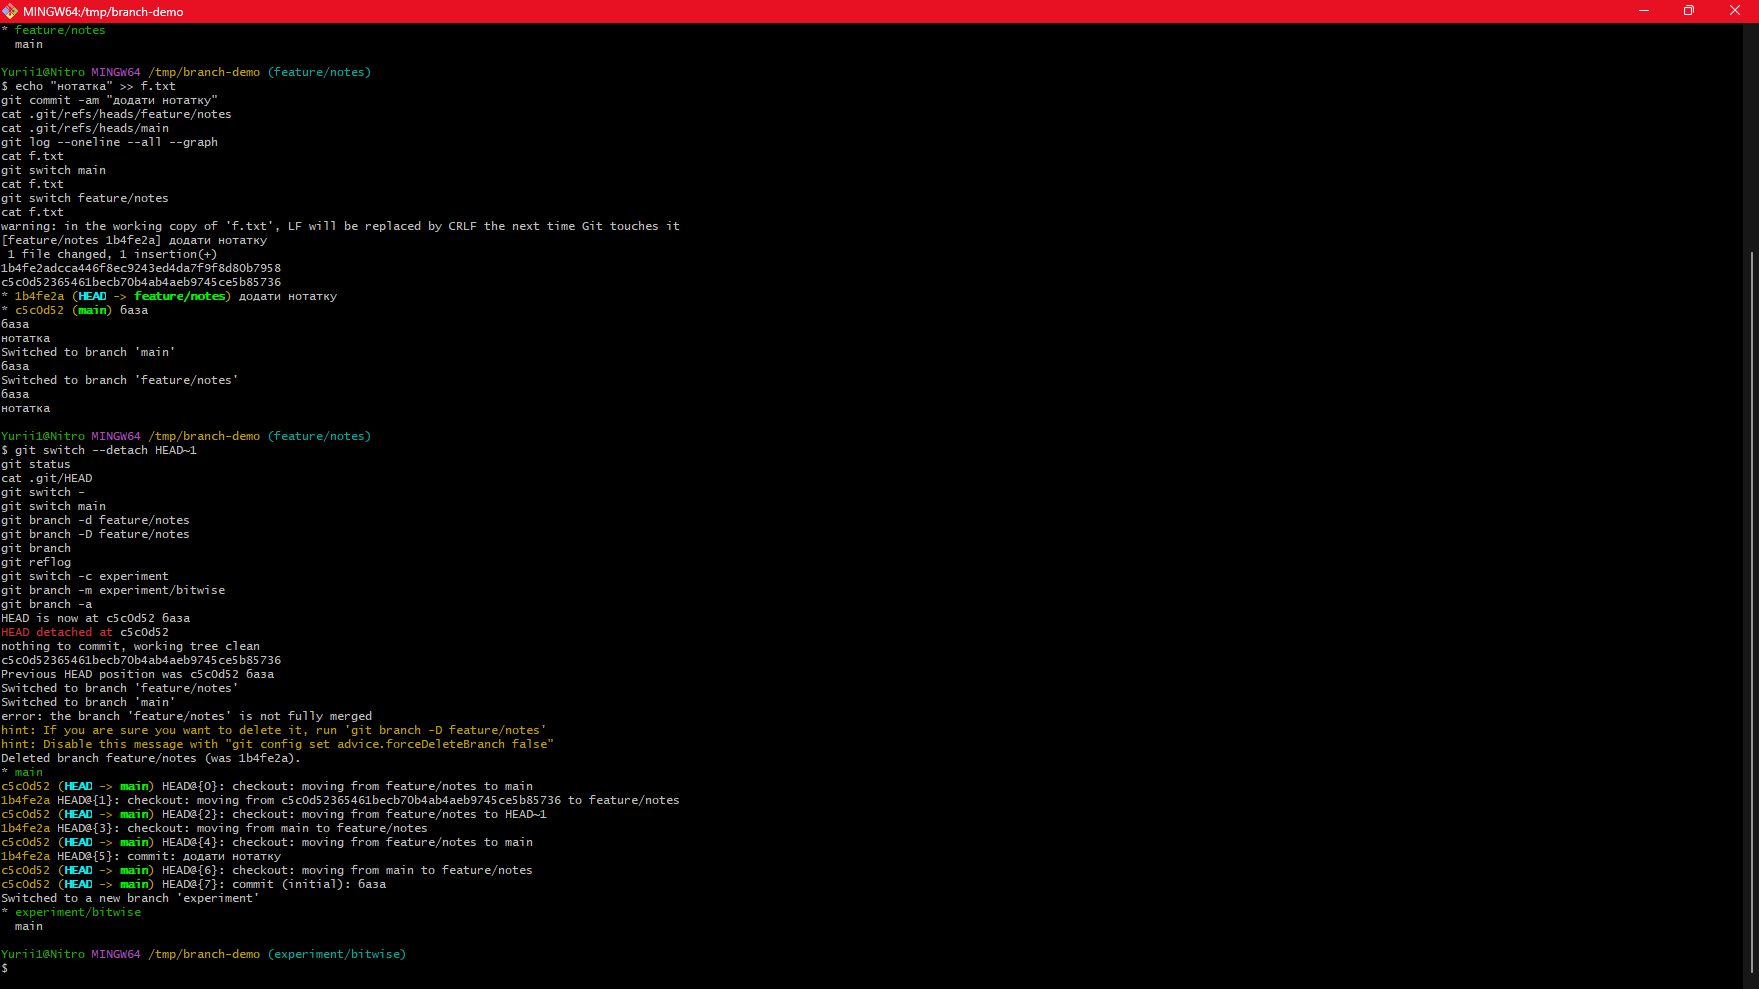 MINGW64:/tmp/branch-demo
* feature/notes
  main

Yurii1@Nitro MINGW64 /tmp/branch-demo (feature/notes)
$ echo "нотатка" >> f.txt
git commit -am "додати нотатку"
cat .git/refs/heads/feature/notes
cat .git/refs/heads/main
git log --oneline --all --graph
cat f.txt
git switch main
cat f.txt
git switch feature/notes
cat f.txt
warning: in the working copy of 'f.txt', LF will be replaced by CRLF the next time Git touches it
[feature/notes 1b4fe2a] додати нотатку
 1 file changed, 1 insertion(+)
1b4fe2adcca446f8ec9243ed4da7f9f8d80b7958
c5c0d52365461becb70b4ab4aeb9745ce5b85736
* 1b4fe2a (HEAD -> feature/notes) додати нотатку
* c5c0d52 (main) база
база
нотатка
Switched to branch 'main'
база
Switched to branch 'feature/notes'
база
нотатка

Yurii1@Nitro MINGW64 /tmp/branch-demo (feature/notes)
$ git switch --detach HEAD~1
git status
cat .git/HEAD
git switch -
git switch main
git branch -d feature/notes
git branch -D feature/notes
git branch
git reflog
git switch -c experiment
git branch -m experiment/bitwise
git branch -a
HEAD is now at c5c0d52 база
HEAD detached at c5c0d52
nothing to commit, working tree clean
c5c0d52365461becb70b4ab4aeb9745ce5b85736
Previous HEAD position was c5c0d52 база
Switched to branch 'feature/notes'
Switched to branch 'main'
error: the branch 'feature/notes' is not fully merged
hint: If you are sure you want to delete it, run 'git branch -D feature/notes'
hint: Disable this message with "git config set advice.forceDeleteBranch false"
Deleted branch feature/notes (was 1b4fe2a).
* main
c5c0d52 (HEAD -> main) HEAD@{0}: checkout: moving from feature/notes to main
1b4fe2a HEAD@{1}: checkout: moving from c5c0d52365461becb70b4ab4aeb9745ce5b85736 to feature/notes
c5c0d52 (HEAD -> main) HEAD@{2}: checkout: moving from feature/notes to HEAD~1
1b4fe2a HEAD@{3}: checkout: moving from main to feature/notes
c5c0d52 (HEAD -> main) HEAD@{4}: checkout: moving from feature/notes to main
1b4fe2a HEAD@{5}: commit: додати нотатку
c5c0d52 (HEAD -> main) HEAD@{6}: checkout: moving from main to feature/notes
c5c0d52 (HEAD -> main) HEAD@{7}: commit (initial): база
Switched to a new branch 'experiment'
* experiment/bitwise
  main

Yurii1@Nitro MINGW64 /tmp/branch-demo (experiment/bitwise)
$